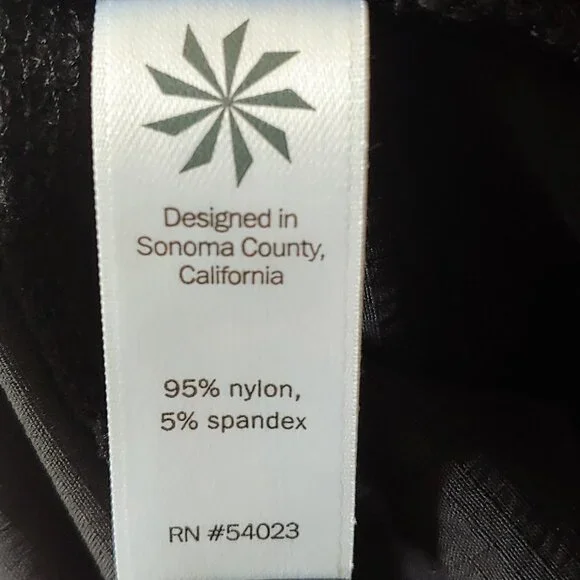 Designed in
Sonoma County,
California
95% nylon,
5% spandex
RN #54023